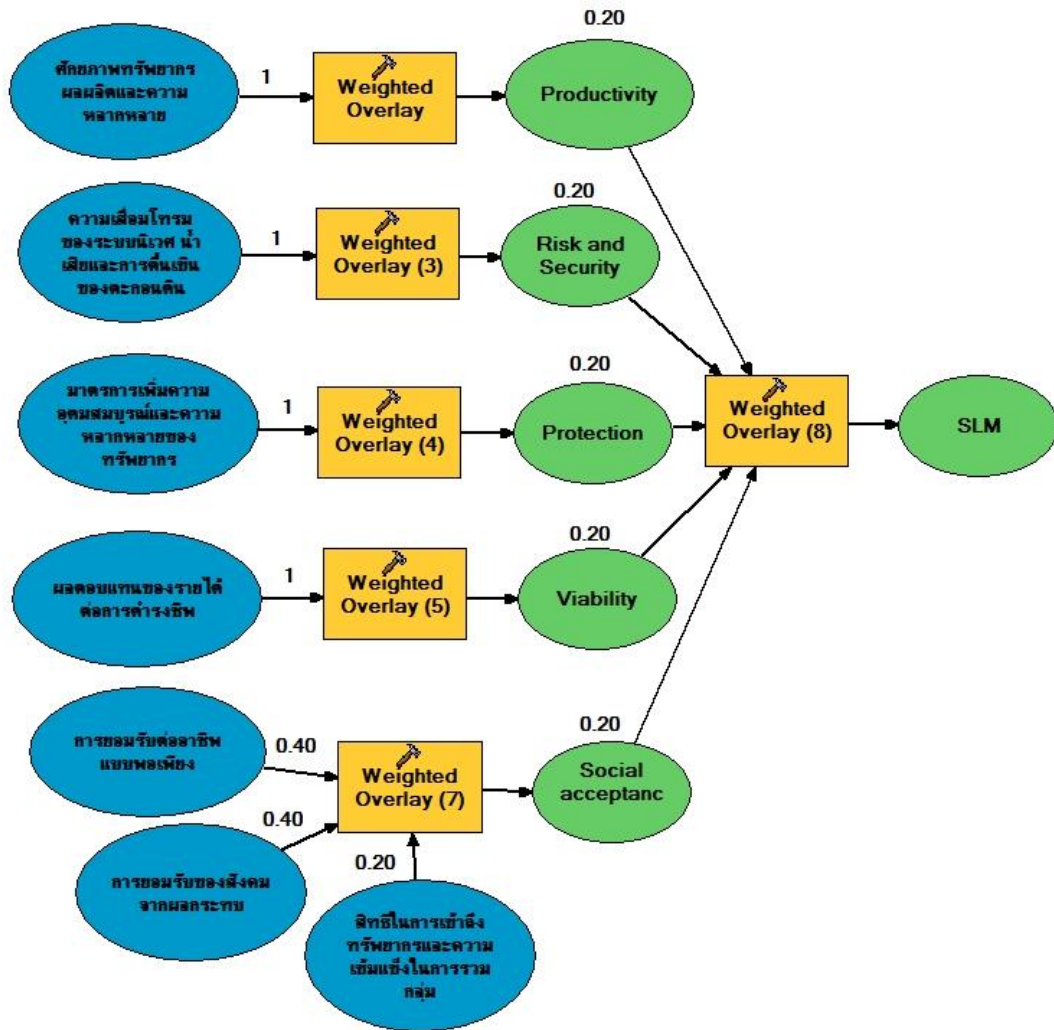 0.20
ศักยภาพทรัพยากร
ผลผลิตและความ
หลากหลาย
1
Weighted
Overlay
Productivity
0.20
ความเสื่อมโทรม
ของระบบนิเวศ น้ำ
เสียและการตื้นเขิน
ของตะกอนดิน
1
Weighted
Overlay (3)
Risk and
Security
0.20
มาตรการเพิ่มความ
อุดมสมบูรณ์และความ
หลากหลายของ
ทรัพยากร
1
Weighted
Overlay (4)
Protection
Weighted
Overlay (8)
SLM
0.20
ผลตอบแทนของรายได้
ต่อการดำรงชีพ
1
Weighted
Overlay (5)
Viability
0.20
การยอมรับต่ออาชีพ
แบบพอเพียง
0.40
Weighted
Overlay (7)
Social
acceptanc
0.40
การยอมรับของสังคม
จากผลกระทบ
0.20
สิทธิในการเข้าถึง
ทรัพยากรและความ
เข้มแข็งในการรวม
กลุ่ม